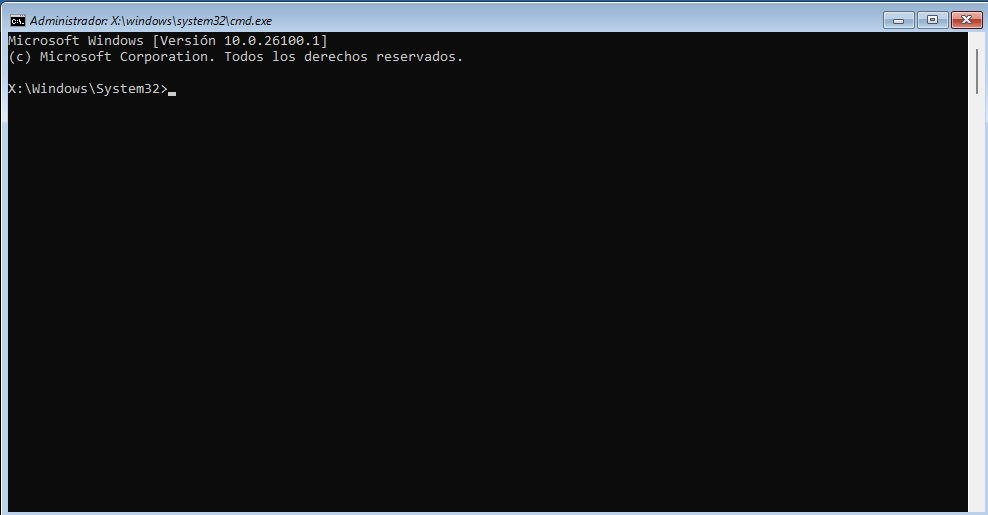 Administrador: X:\windows\system32\cmd.exe
Microsoft Windows [Versión 10.0.26100.1]
(c) Microsoft Corporation. Todos los derechos reservados.
X:\Windows\System32>